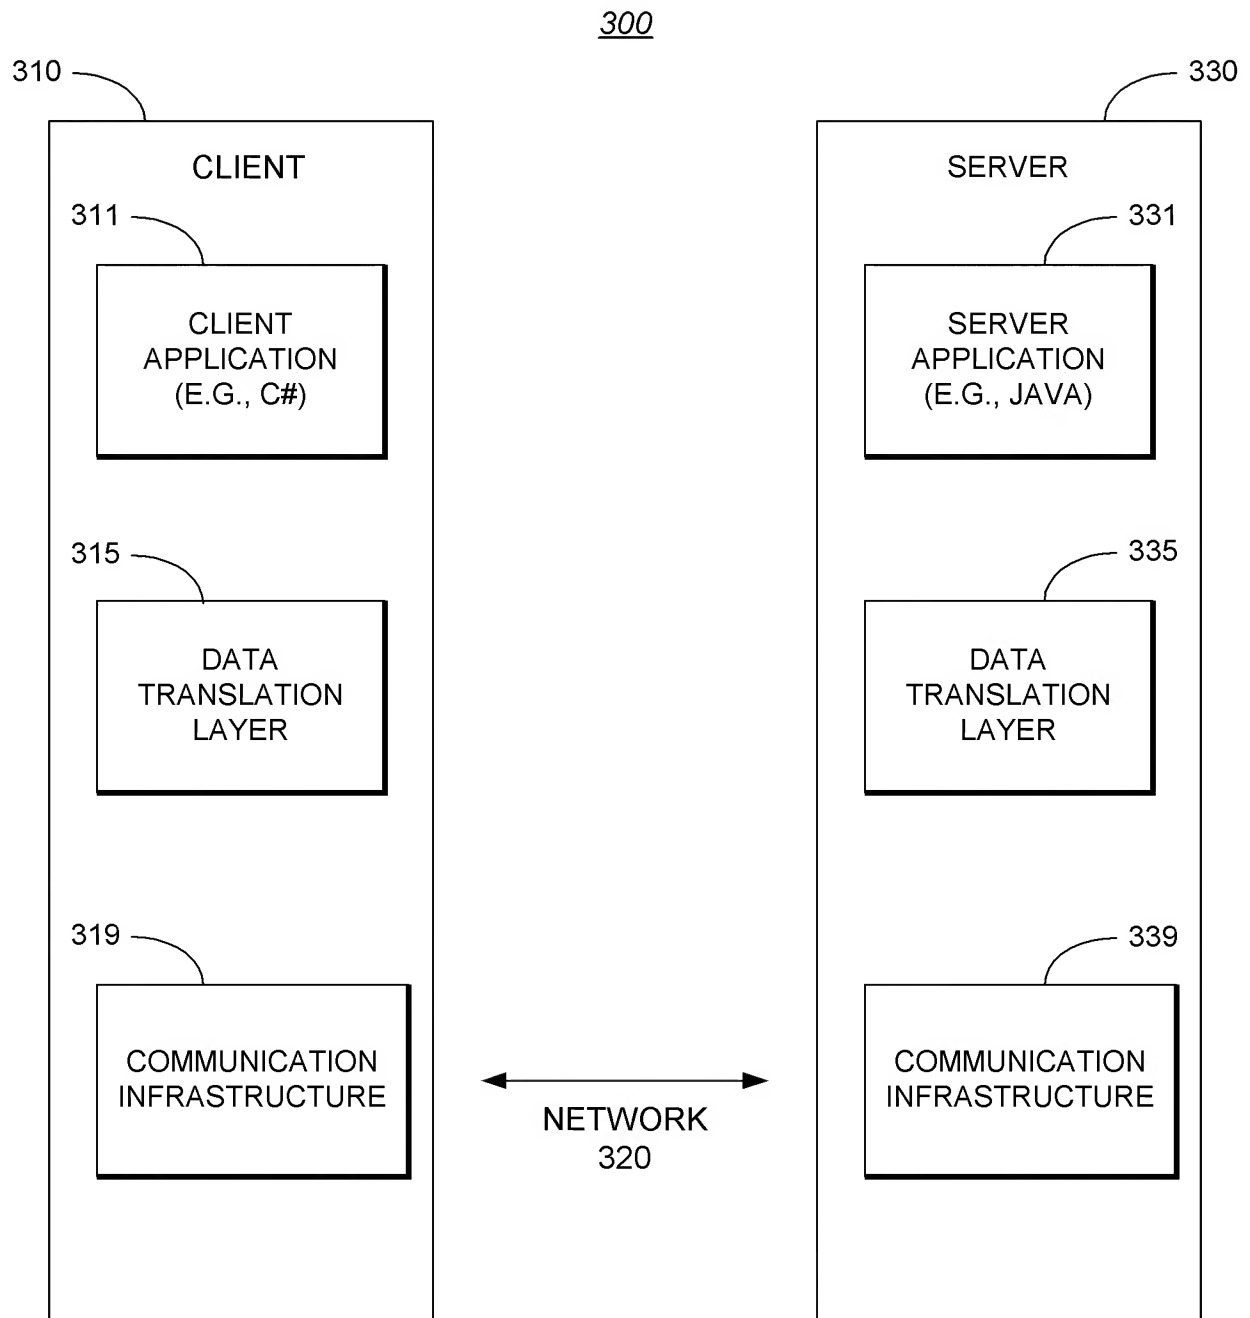 300
310
330
CLIENT
SERVER
311
331
CLIENT
APPLICATION
(E.G., C#)
SERVER
APPLICATION
(E.G., JAVA)
315
335
DATA
TRANSLATION
LAYER
DATA
TRANSLATION
LAYER
319
339
COMMUNICATION
INFRASTRUCTURE
NETWORK
320
COMMUNICATION
INFRASTRUCTURE